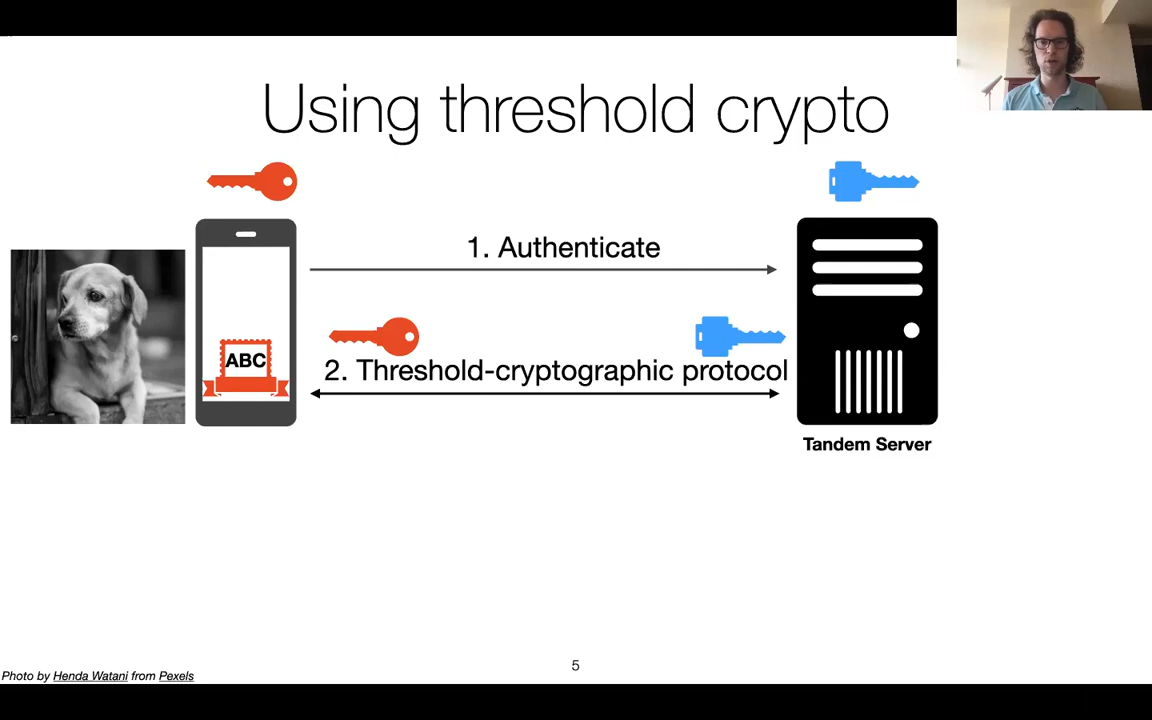 Using threshold crypto
1. Authenticate
2. Threshold-cryptographic protocol
ABC
Tandem Server
5
Photo by Henda Watani from Pexels